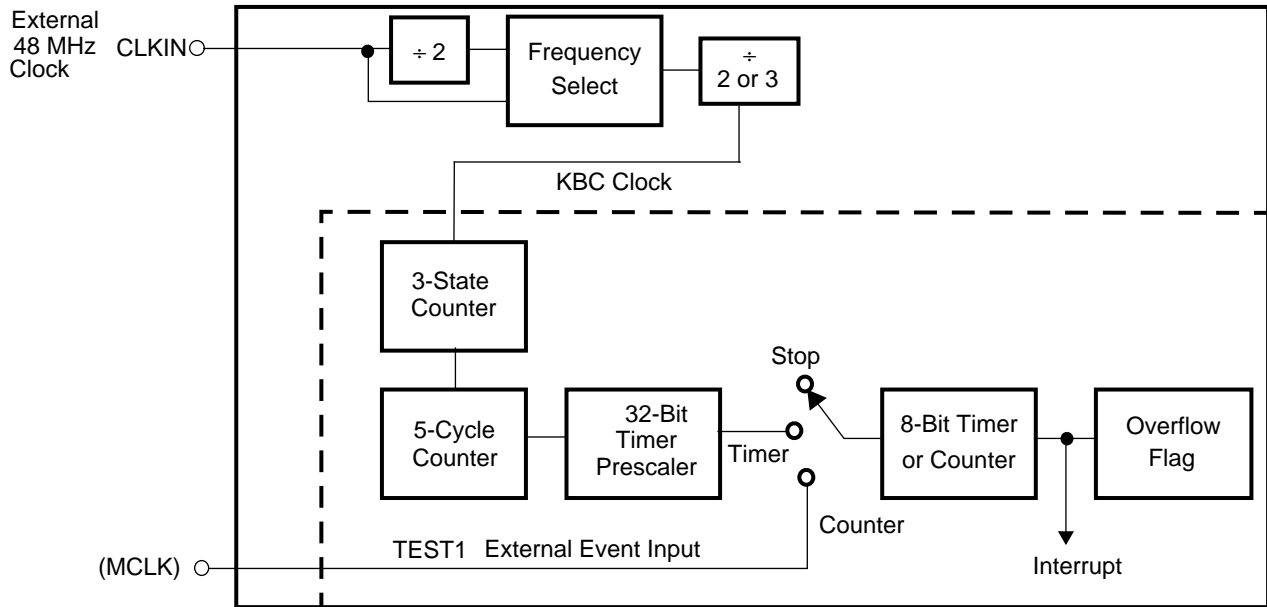 External
48 MHz
Clock
CLKIN
÷ 2
Frequency
Select
÷
2 or 3
KBC Clock
3-State
Counter
5-Cycle
Counter
32-Bit
Timer
Prescaler
Stop
Timer
Counter
8-Bit Timer
or Counter
Overflow
Flag
(MCLK)
TEST1 External Event Input
Interrupt